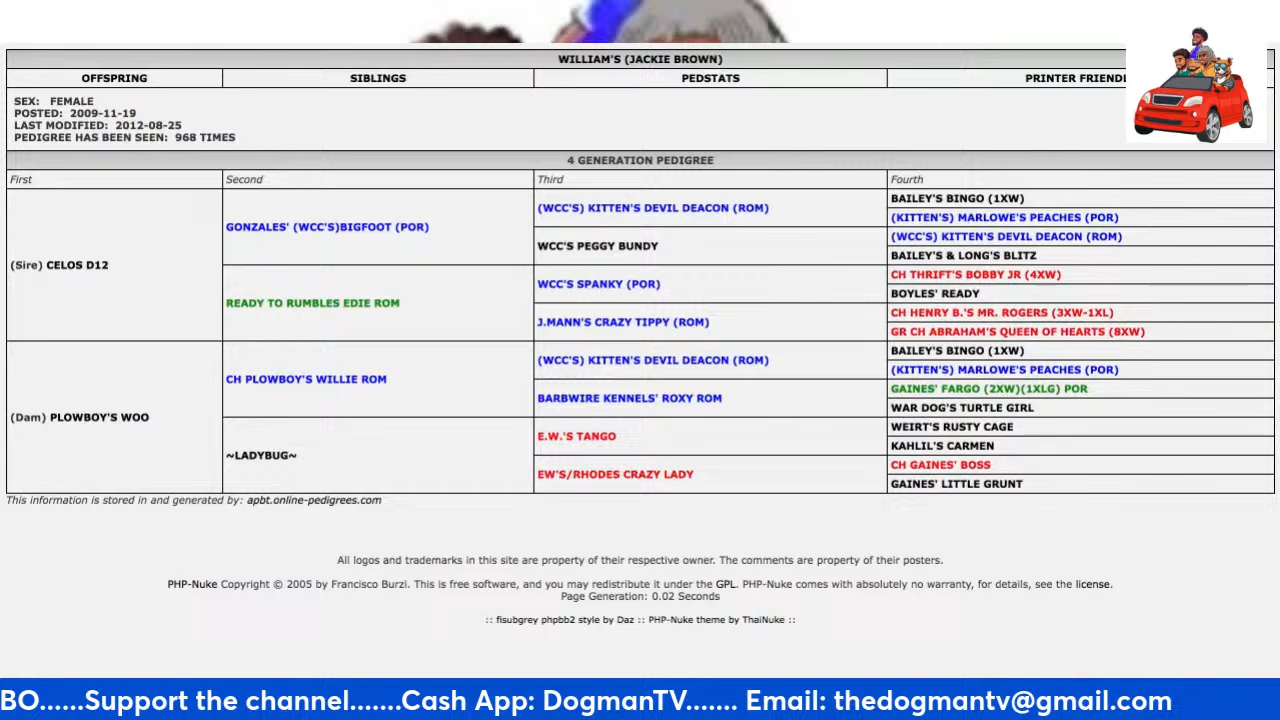 WILLIAM'S (JACKIE BROWN)
OFFSPRING SIBLINGS PEDSTATS PRINTER FRIENDL
SEX: FEMALE
POSTED: 2009-11-19
LAST MODIFIED: 2012-08-25
PEDIGREE HAS BEEN SEEN: 968 TIMES
4 GENERATION PEDIGREE
First Second Third Fourth
(Sire) CELOS D12
GONZALES' (WCC'S)BIGFOOT (POR)
(WCC'S) KITTEN'S DEVIL DEACON (ROM)
BAILEY'S BINGO (1XW)
(KITTEN'S) MARLOWE'S PEACHES (POR)
WCC'S PEGGY BUNDY
(WCC'S) KITTEN'S DEVIL DEACON (ROM)
BAILEY'S & LONG'S BLITZ
READY TO RUMBLES EDIE ROM
WCC'S SPANKY (POR)
CH THRIFT'S BOBBY JR (4XW)
BOYLES' READY
J.MANN'S CRAZY TIPPY (ROM)
CH HENRY B.'S MR. ROGERS (3XW-1XL)
GR CH ABRAHAM'S QUEEN OF HEARTS (8XW)
(Dam) PLOWBOY'S WOO
CH PLOWBOY'S WILLIE ROM
(WCC'S) KITTEN'S DEVIL DEACON (ROM)
BAILEY'S BINGO (1XW)
(KITTEN'S) MARLOWE'S PEACHES (POR)
BARBWIRE KENNELS' ROXY ROM
GAINES' FARGO (2XW)(1XLG) POR
WAR DOG'S TURTLE GIRL
~LADYBUG~
E.W.'S TANGO
WEIRT'S RUSTY CAGE
KAHLIL'S CARMEN
EW'S/RHODES CRAZY LADY
CH GAINES' BOSS
GAINES' LITTLE GRUNT
This information is stored in and generated by: apbt.online-pedigrees.com
All logos and trademarks in this site are property of their respective owner. The comments are property of their posters.
PHP-Nuke Copyright © 2005 by Francisco Burzi. This is free software, and you may redistribute it under the GPL. PHP-Nuke comes with absolutely no warranty, for details, see the license.
Page Generation: 0.02 Seconds
:: fisubgrey phpbb2 style by Daz :: PHP-Nuke theme by ThaiNuke ::
BO......Support the channel.......Cash App: DogmanTV....... Email: thedogmantv@gmail.com